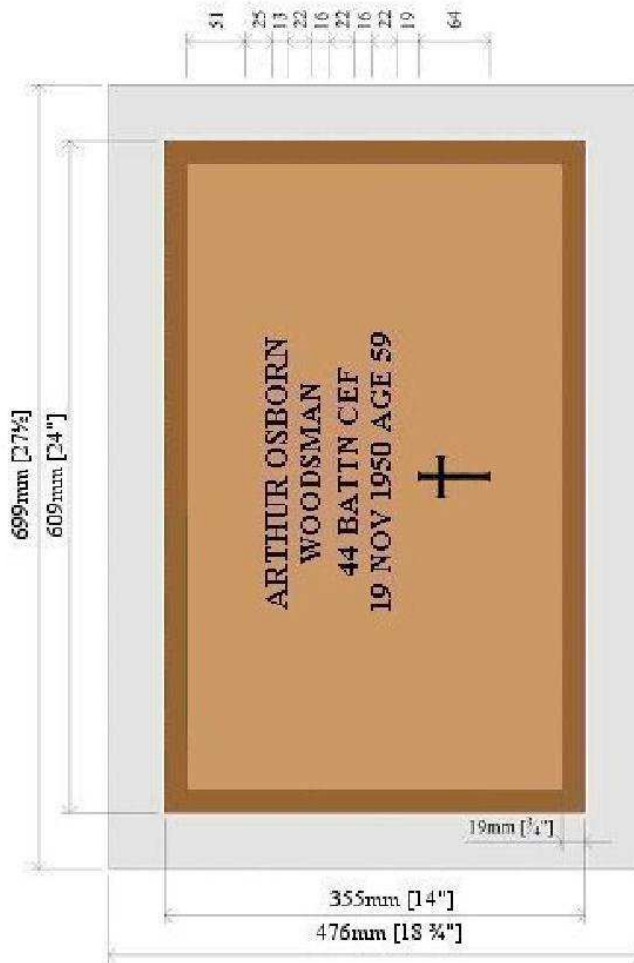 51
25
13
22
16
22
16
22
19
64
699mm [27½]
609mm [24"]
ARTHUR OSBORN
WOODSMAN
44 BATTN CEF
19 NOV 1950 AGE 59
19mm [¾"]
355mm [14"]
476mm [18 ¾"]